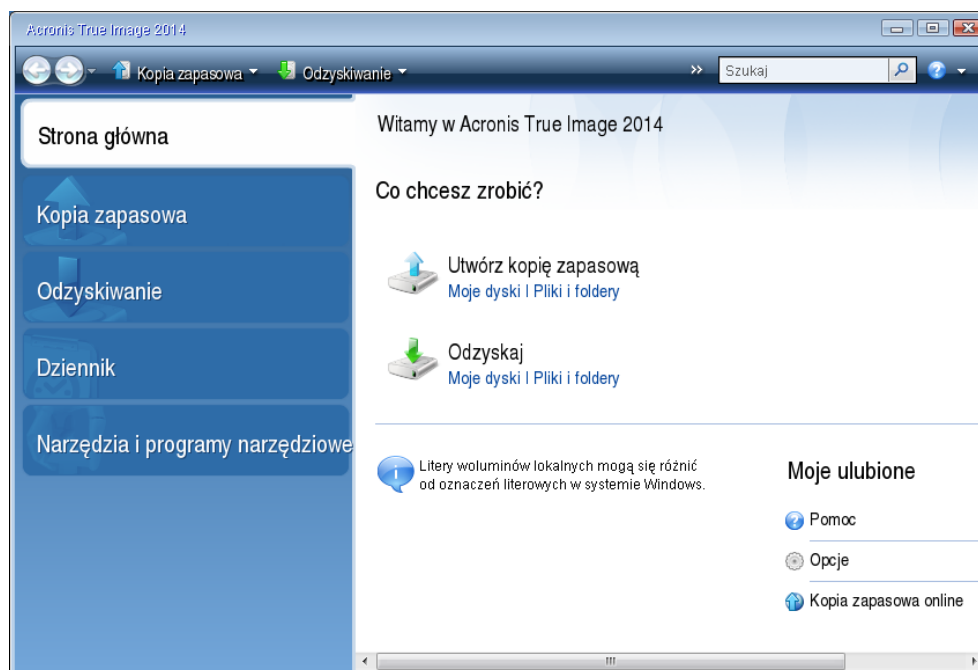 Acronis True Image 2014
Kopia zapasowa
Odzyskiwanie
»
Szukaj
Strona główna
Kopia zapasowa
Odzyskiwanie
Dziennik
Narzędzia i programy narzędziowe
Witamy w Acronis True Image 2014
Co chcesz zrobić?
Utwórz kopię zapasową
Moje dyski | Pliki i foldery
Odzyskaj
Moje dyski | Pliki i foldery
Litery woluminów lokalnych mogą się różnić
od oznaczeń literowych w systemie Windows.
Moje ulubione
Pomoc
Opcje
Kopia zapasowa online